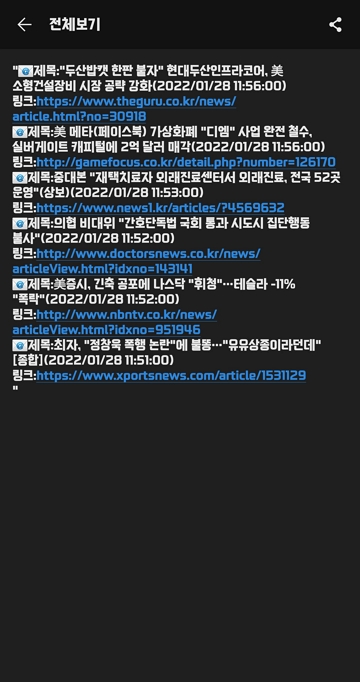 전체보기
"🌐제목:"두산밥캣 한판 붙자" 현대두산인프라코어, 美
소형건설장비 시장 공략 강화(2022/01/28 11:56:00)
링크:https://www.theguru.co.kr/news/
article.html?no=30918
🌐제목:美 메타(페이스북) 가상화폐 "디엠" 사업 완전 철수,
실버게이트 캐피털에 2억 달러 매각(2022/01/28 11:56:00)
링크:http://gamefocus.co.kr/detail.php?number=126170
🌐제목:중대본 "재택치료자 외래진료센터서 외래진료, 전국 52곳
운영"(상보)(2022/01/28 11:53:00)
링크:https://www.news1.kr/articles/?4569632
🌐제목:의협 비대위 "간호단독법 국회 통과 시도시 집단행동
불사"(2022/01/28 11:52:00)
링크:http://www.doctorsnews.co.kr/news/
articleView.html?idxno=143141
🌐제목:美증시, 긴축 공포에 나스닥 "휘청"…테슬라 -11%
"폭락"(2022/01/28 11:52:00)
링크:http://www.nbntv.co.kr/news/
articleView.html?idxno=951946
🌐제목:최자, "정창욱 폭행 논란"에 불똥…"유유상종이라던데"
[종합](2022/01/28 11:51:00)
링크:https://www.xportsnews.com/article/1531129
"